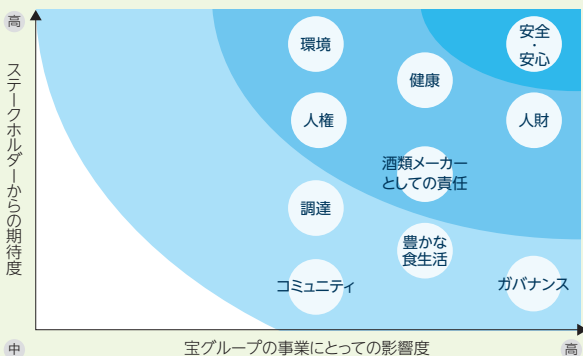 高
ステークホルダーからの期待度
中
環境
安全
・
安心
健康
人権
人財
酒類メーカー
としての責任
調達
豊かな
食生活
コミュニティ
ガバナンス
宝グループの事業にとっての影響度
高